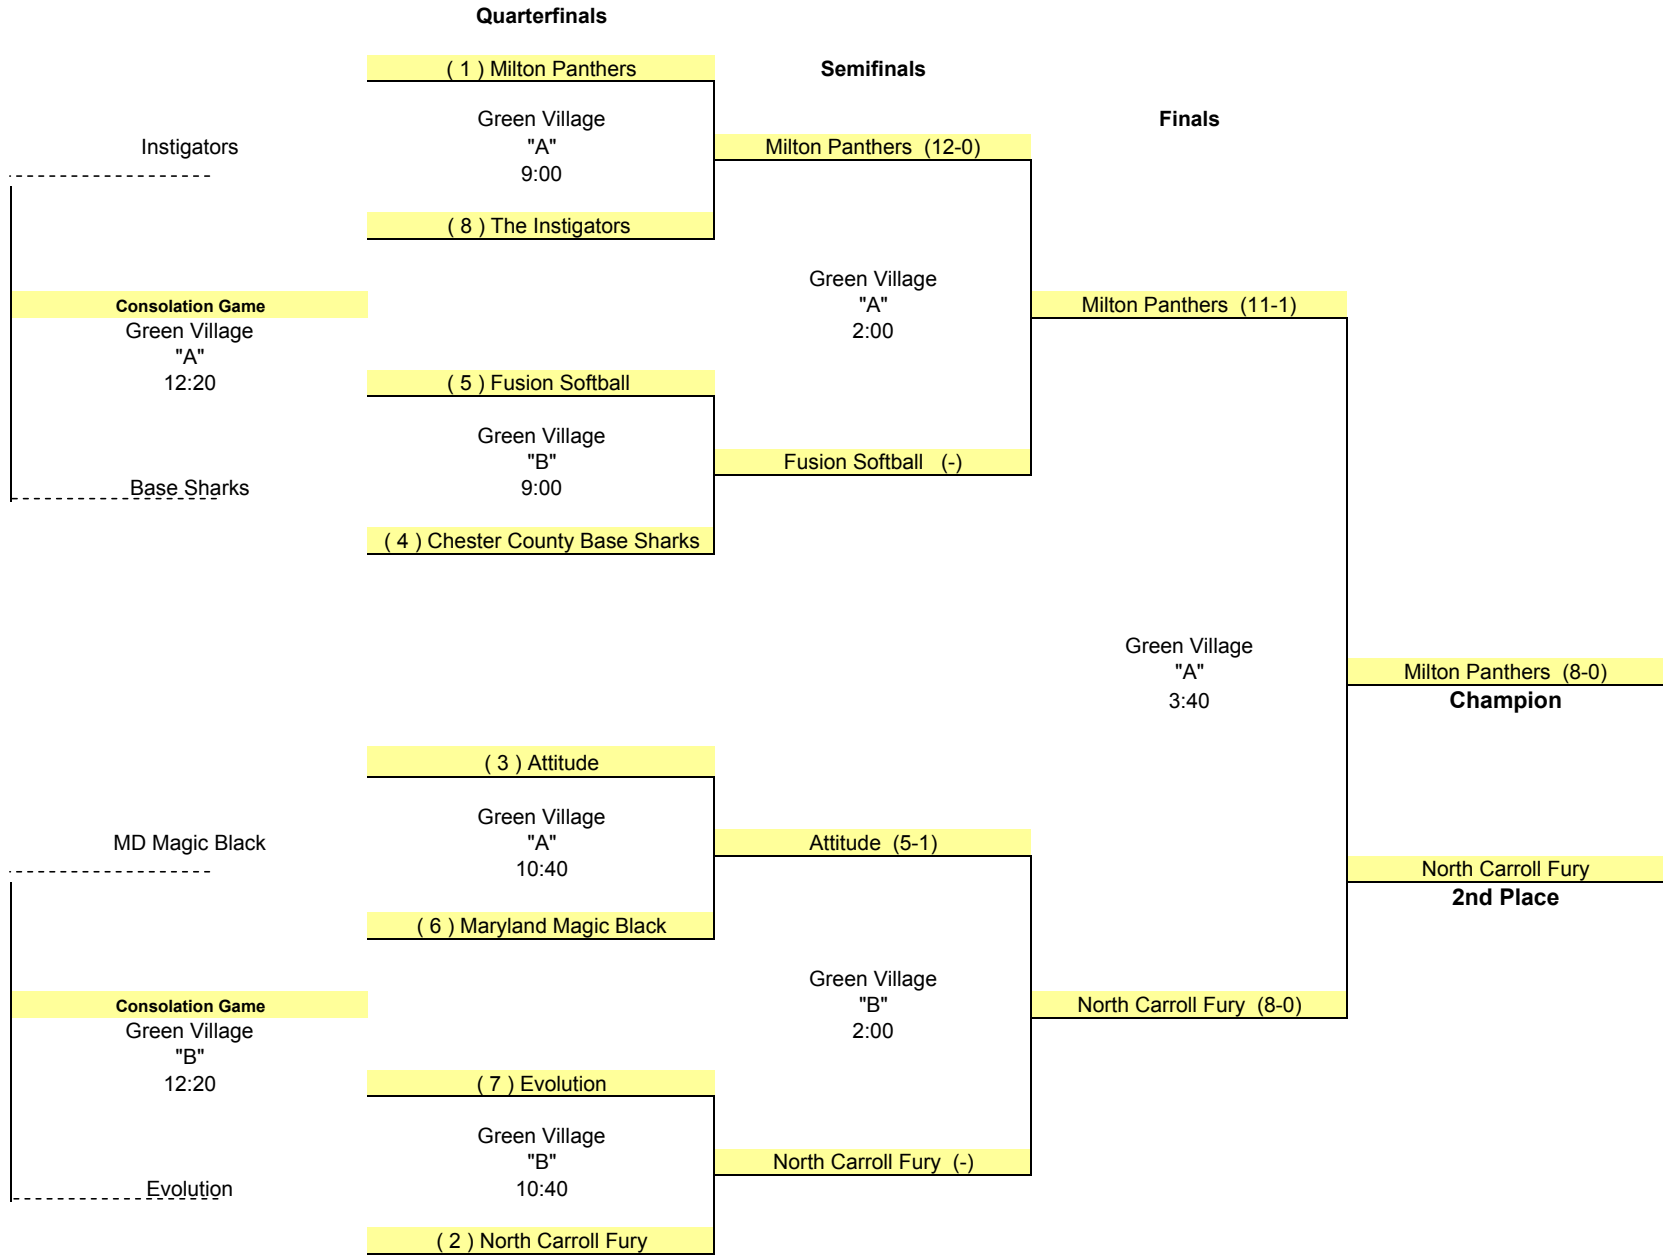 Quarterfinals
( 1 ) Milton Panthers
Semifinals
Green Village
Finals
Instigators
"A"
Milton Panthers  (12-0)
9:00
( 8 ) The Instigators
Green Village
Consolation Game
"A"
Milton Panthers  (11-1)
Green Village
2:00
"A"
12:20
( 5 ) Fusion Softball
Green Village
"B"
Fusion Softball   (-)
Base Sharks
9:00
( 4 ) Chester County Base Sharks
Green Village
"A"
Milton Panthers  (8-0)
3:40
Champion
( 3 ) Attitude
Green Village
MD Magic Black
"A"
Attitude  (5-1)
10:40
North Carroll Fury
2nd Place
( 6 ) Maryland Magic Black
Green Village
Consolation Game
"B"
North Carroll Fury  (8-0)
Green Village
2:00
"B"
12:20
( 7 ) Evolution
Green Village
"B"
North Carroll Fury  (-)
Evolution
10:40
( 2 ) North Carroll Fury